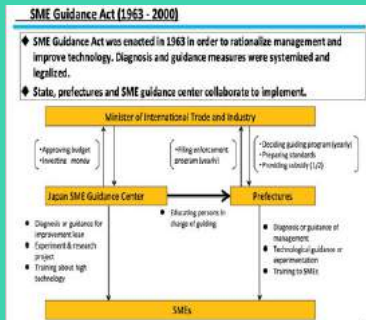 SME Guidance Act (1963 - 2000)
◆ SME Guidance Act was enacted in 1963 in order to rationalize management and
improve technology. Diagnosis and guidance measures were systemized and
legalized.
◆ State, prefectures and SME guidance center collaborate to implement.
Minister of International Trade and Industry
• Approving budget
• Investing money
• Filing enforcement
program (yearly)
• Deciding guiding program (yearly)
• Preparing standards
• Providing subsidy (1/2)
Japan SME Guidance Center
Prefectures
• Educating persons in
charge of guiding
• Diagnosis or guidance for
improvement loan
• Experiment & research
project
• Training about high
technology
• Diagnosis or guidance of
management
• Technological guidance or
experimentation
• Training to SMEs
SMEs